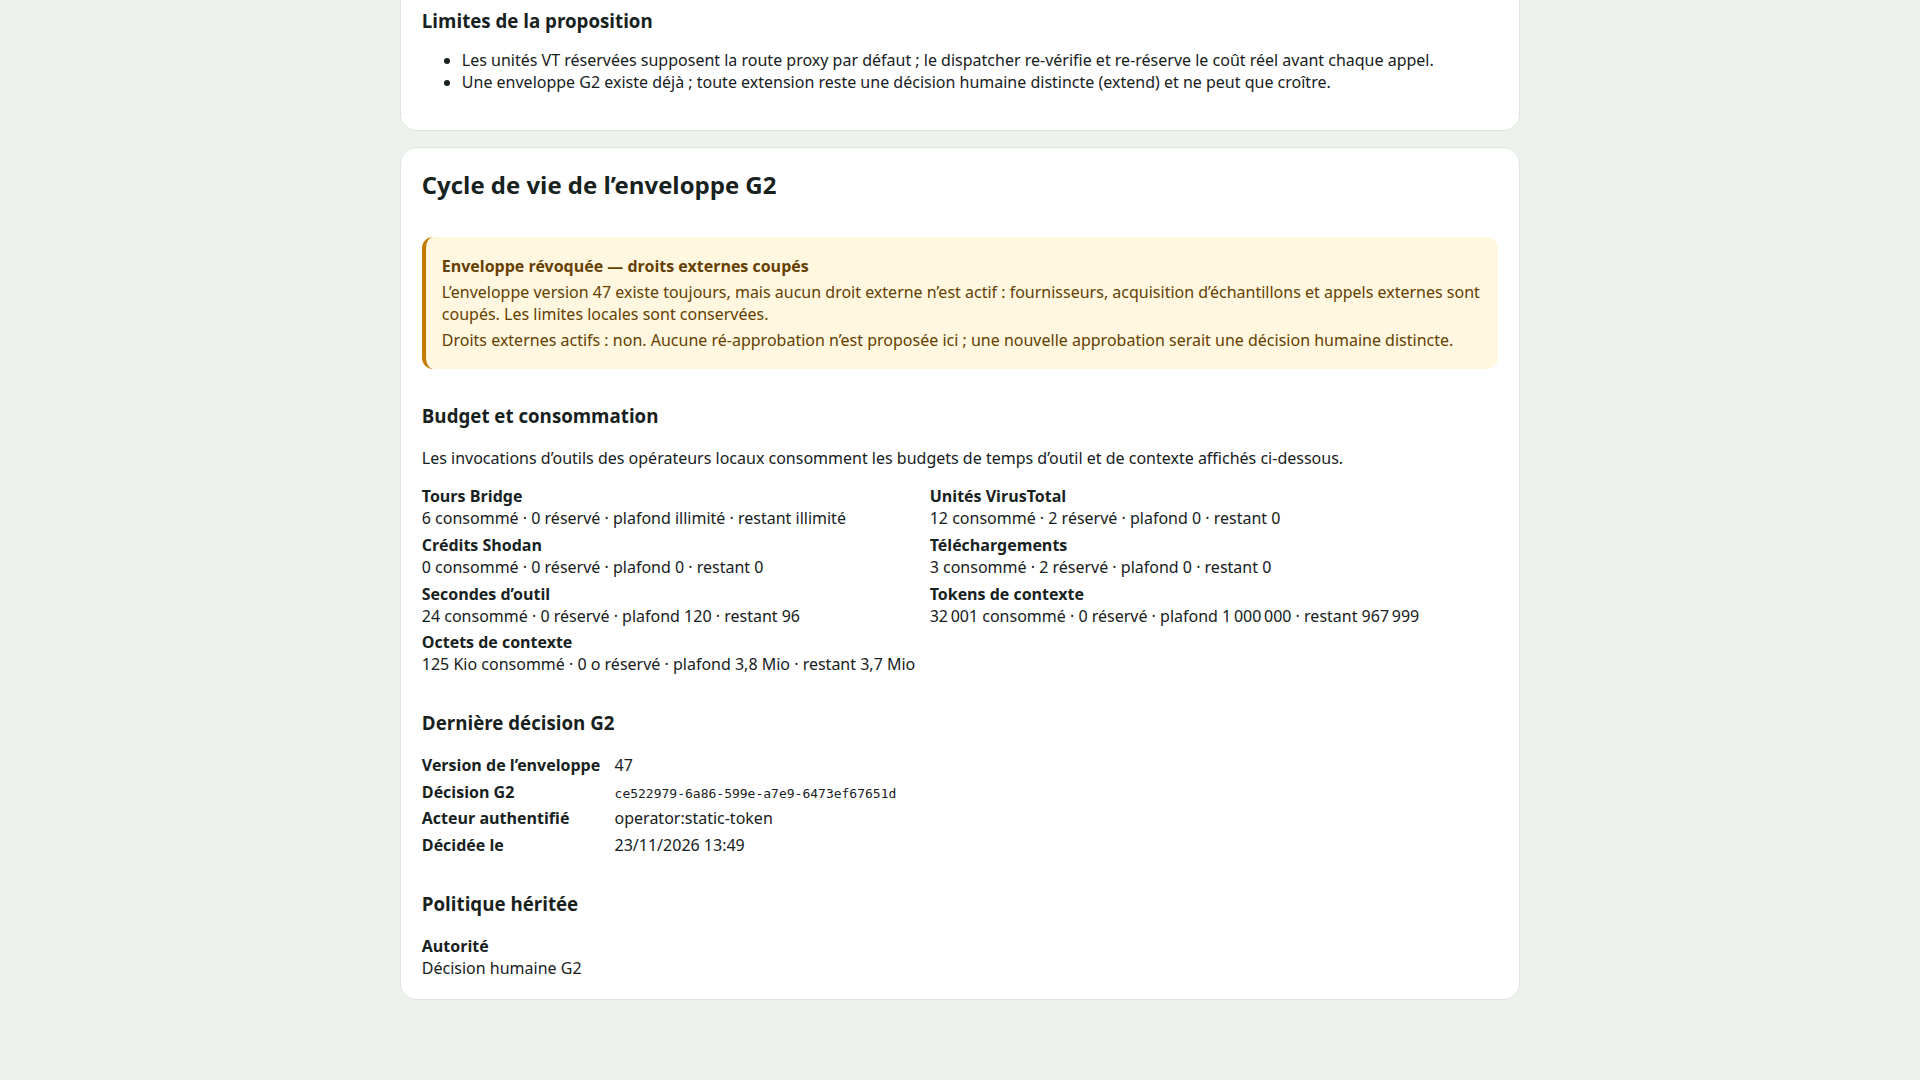 Limites de la proposition
• Les unités VT réservées supposent la route proxy par défaut ; le dispatcher re-vérifie et re-réserve le coût réel avant chaque appel.
• Une enveloppe G2 existe déjà ; toute extension reste une décision humaine distincte (extend) et ne peut que croître.
Cycle de vie de l’enveloppe G2
Enveloppe révoquée — droits externes coupés
L’enveloppe version 47 existe toujours, mais aucun droit externe n’est actif : fournisseurs, acquisition d’échantillons et appels externes sont
coupés. Les limites locales sont conservées.
Droits externes actifs : non. Aucune ré-approbation n’est proposée ici ; une nouvelle approbation serait une décision humaine distincte.
Budget et consommation
Les invocations d’outils des opérateurs locaux consomment les budgets de temps d’outil et de contexte affichés ci-dessous.
Tours Bridge
6 consommé · 0 réservé · plafond illimité · restant illimité
Unités VirusTotal
12 consommé · 2 réservé · plafond 0 · restant 0
Crédits Shodan
0 consommé · 0 réservé · plafond 0 · restant 0
Téléchargements
3 consommé · 2 réservé · plafond 0 · restant 0
Secondes d’outil
24 consommé · 0 réservé · plafond 120 · restant 96
Tokens de contexte
32 001 consommé · 0 réservé · plafond 1 000 000 · restant 967 999
Octets de contexte
125 Kio consommé · 0 o réservé · plafond 3,8 Mio · restant 3,7 Mio
Dernière décision G2
Version de l’enveloppe 47
Décision G2 ce522979-6a86-599e-a7e9-6473ef67651d
Acteur authentifié operator:static-token
Décidée le 23/11/2026 13:49
Politique héritée
Autorité
Décision humaine G2